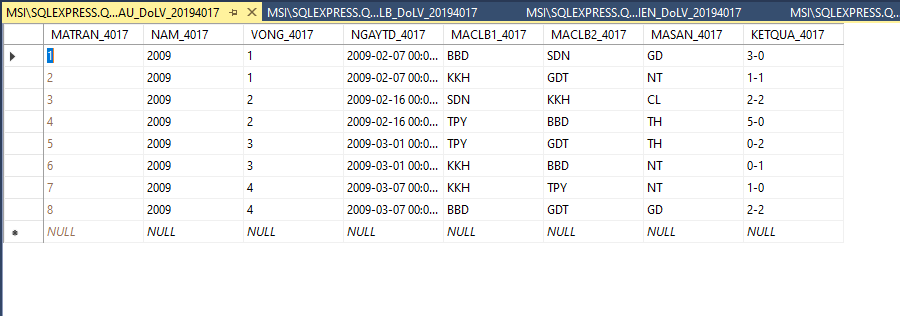 MSI\SQLEXPRESS.Q...AU_DoLV_20194017 MSI\SQLEXPRESS.Q...LB_DoLV_20194017 MSI\SQLEXPRESS.Q...IEN_DoLV_20194017 MSI\SQLEXPRESS.Q...
MATRAN_4017 NAM_4017 VONG_4017 NGAYTD_4017 MACLB1_4017 MACLB2_4017 MASAN_4017 KETQUA_4017
1 2009 1 2009-02-07 00:0... BBD SDN GD 3-0
2 2009 1 2009-02-07 00:0... KKH GDT NT 1-1
3 2009 2 2009-02-16 00:0... SDN KKH CL 2-2
4 2009 2 2009-02-16 00:0... TPY BBD TH 5-0
5 2009 3 2009-03-01 00:0... TPY GDT TH 0-2
6 2009 3 2009-03-01 00:0... KKH BBD NT 0-1
7 2009 4 2009-03-07 00:0... KKH TPY NT 1-0
8 2009 4 2009-03-07 00:0... BBD GDT GD 2-2
NULL NULL NULL NULL NULL NULL NULL NULL